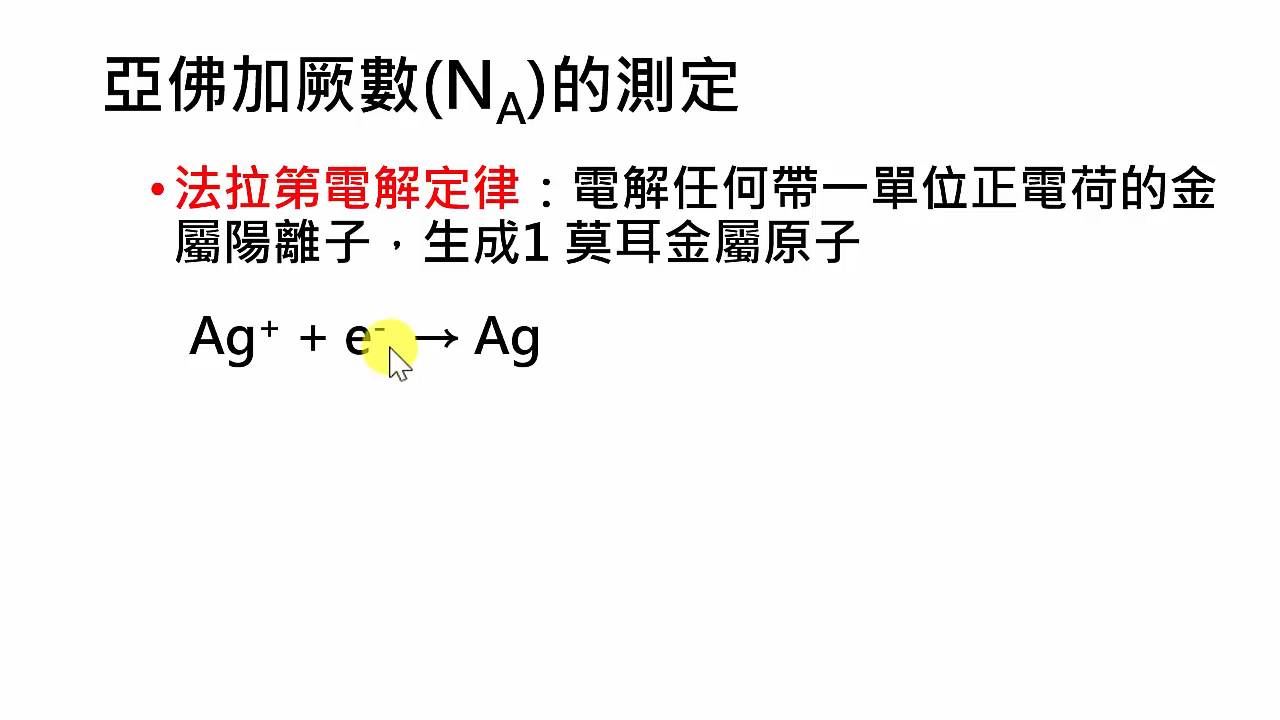 亞佛加厥數(N_A)的測定
•法拉第電解定律：電解任何帶一單位正電荷的金
屬陽離子，生成1 莫耳金屬原子
Ag⁺ + e⁻ → Ag